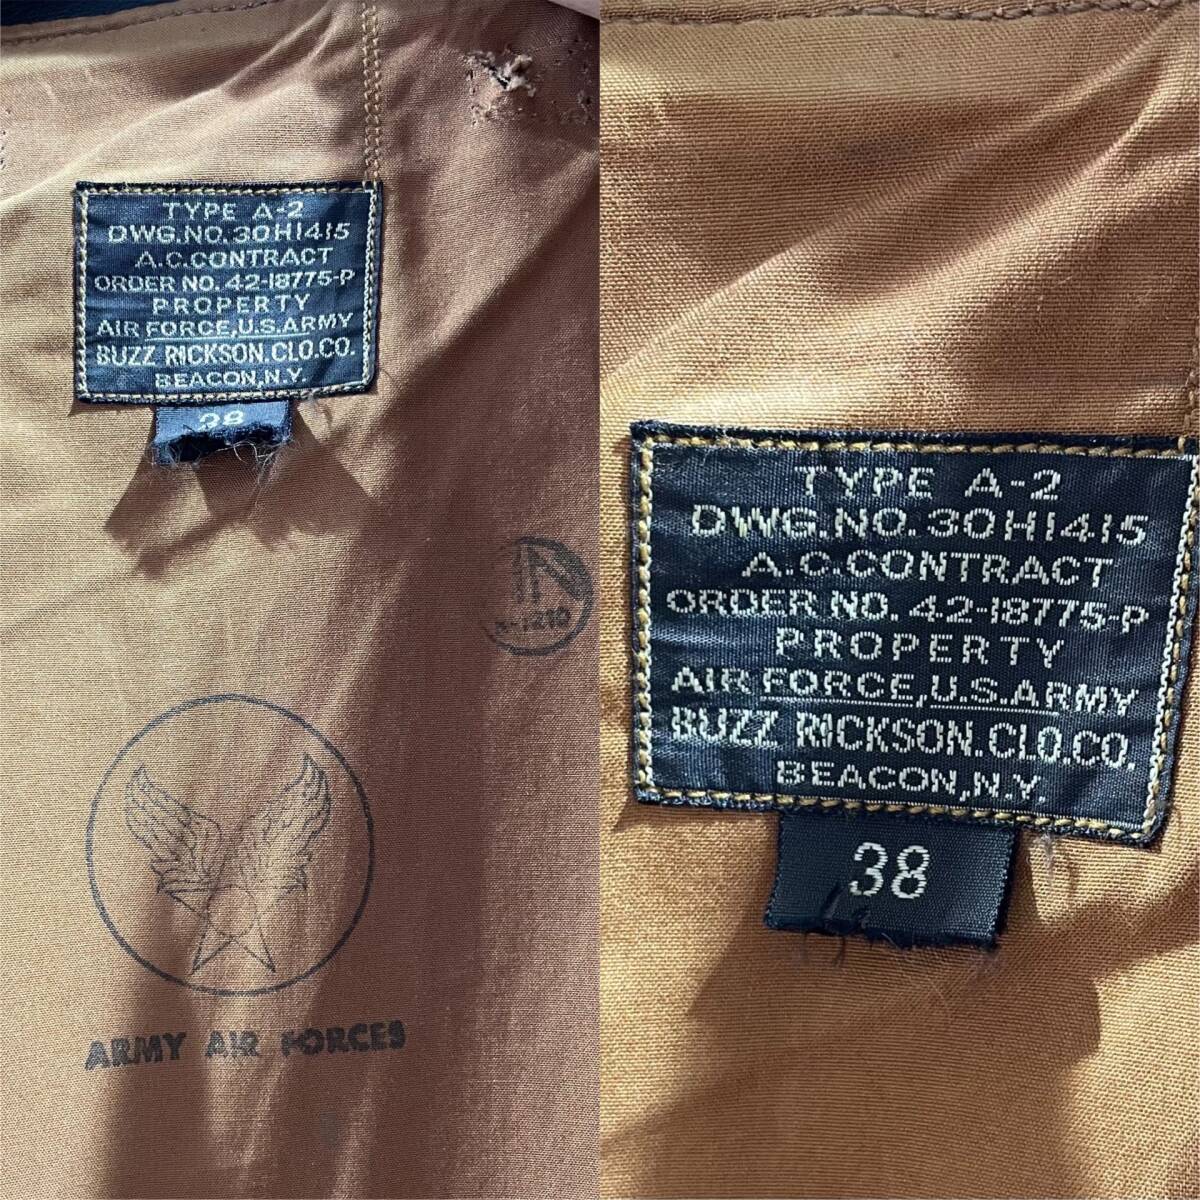 TYPE A-2
DWG.NO.30H1415
A.C.CONTRACT
ORDER NO. 42-18775-P
PROPERTY
AIR FORCE,U.S.ARMY
BUZZ RICKSON.CLO.CO.
BEACON,N.Y.
38
ARMY AIR FORCES
TYPE A-2
DWG.NO.30H1415
A.C.CONTRACT
ORDER NO. 42-18775-P
PROPERTY
AIR FORCE,U.S.ARMY
BUZZ RICKSON.CLO.CO.
BEACON,N.Y.
38